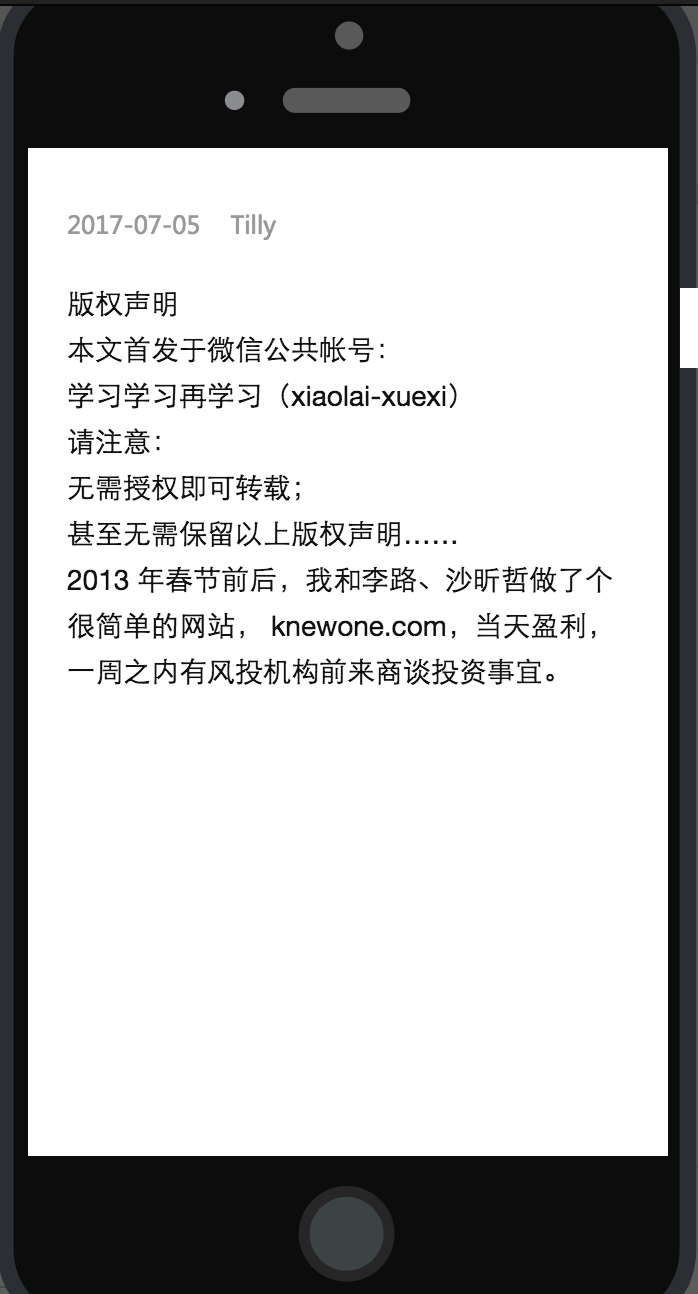 2017-07-05 Tilly
版权声明
本文首发于微信公共帐号：
学习学习再学习（xiaolai-xuexi）
请注意：
无需授权即可转载；
甚至无需保留以上版权声明……
2013 年春节前后，我和李路、沙昕哲做了个
很简单的网站， knewone.com，当天盈利，
一周之内有风投机构前来商谈投资事宜。